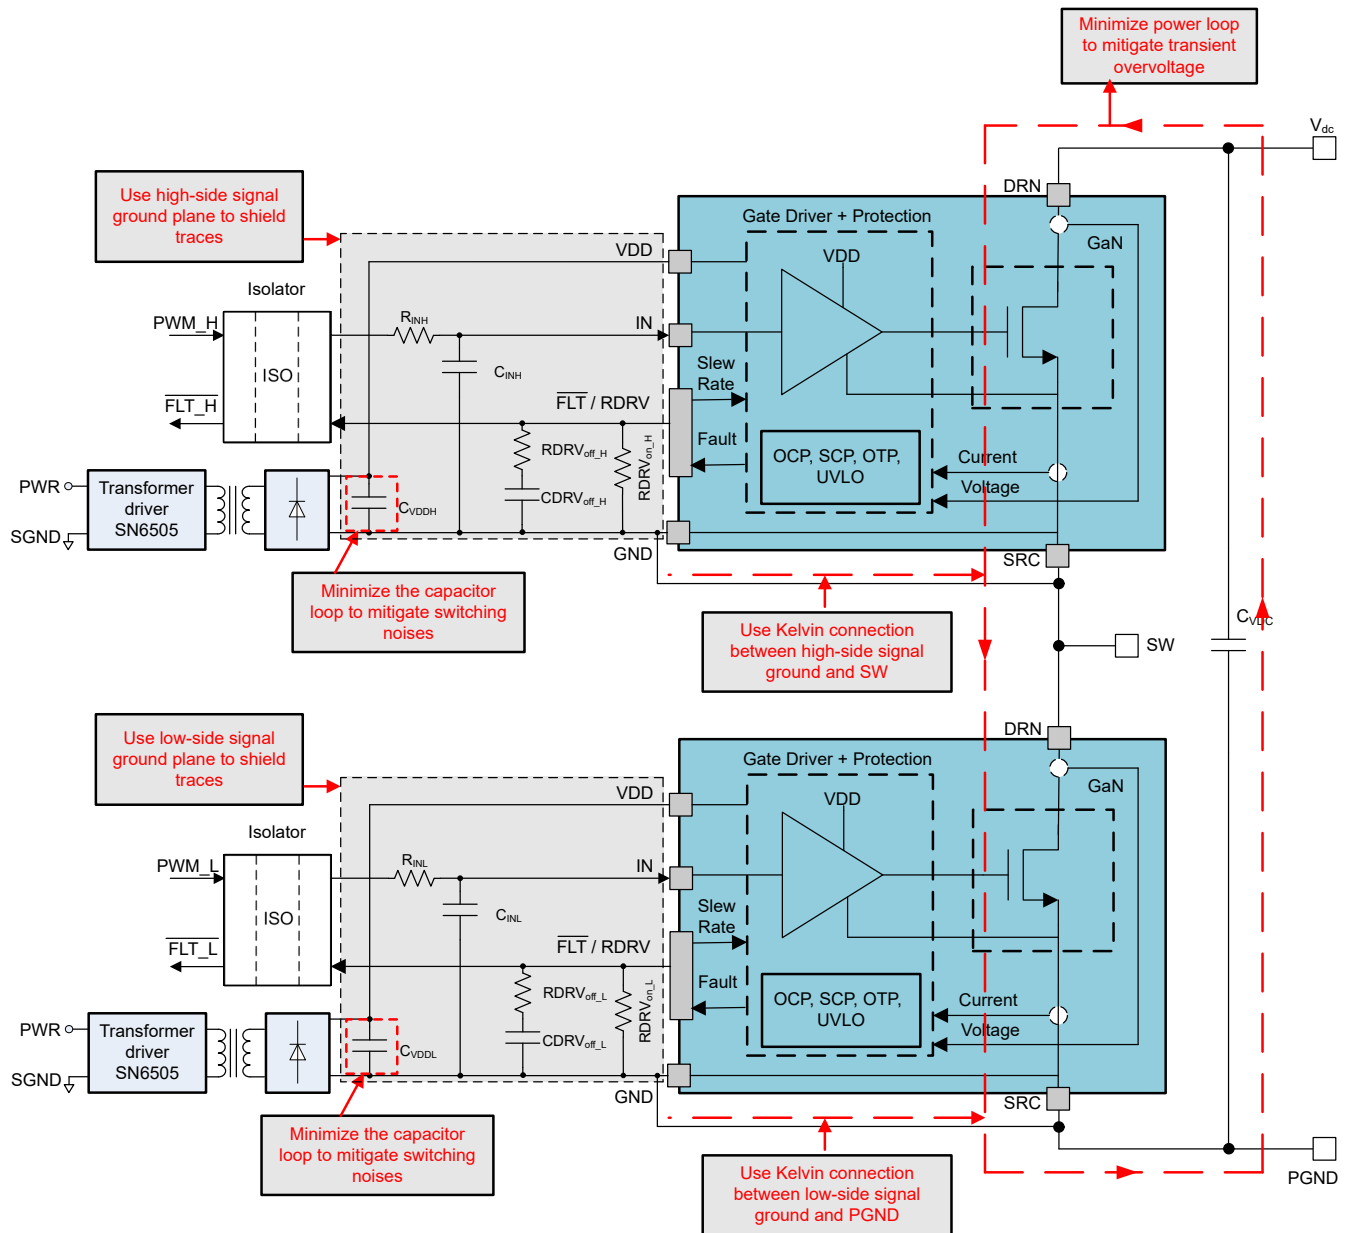 Minimize power loop
to mitigate transient
overvoltage
Vdc
DRN
Use high-side signal
ground plane to shield
traces
Gate Driver + Protection
GaN
VDD
VDD
Isolator
PWM_H
RINH
IN
ISO
CINH
Slew
Rate
FLT_H
FLT / RDRV
Fault
RDRVoff_H
RDRVon_H
OCP, SCP, OTP,
UVLO
Current
Voltage
PWR
Transformer
driver
SN6505
CVDDH
CDRVoff_H
SGND
GND
SRC
Minimize the capacitor
loop to mitigate switching
noises
Use Kelvin connection
between high-side signal
ground and SW
CVDC
SW
Use low-side signal
ground plane to shield
traces
DRN
Gate Driver + Protection
GaN
VDD
VDD
Isolator
PWM_L
RINL
IN
ISO
CINL
Slew
Rate
FLT_L
FLT / RDRV
Fault
RDRVoff_L
RDRVon_L
OCP, SCP, OTP,
UVLO
Current
Voltage
PWR
Transformer
driver
SN6505
CVDDL
CDRVoff_L
SGND
GND
SRC
Minimize the capacitor
loop to mitigate switching
noises
Use Kelvin connection
between low-side signal
ground and PGND
PGND